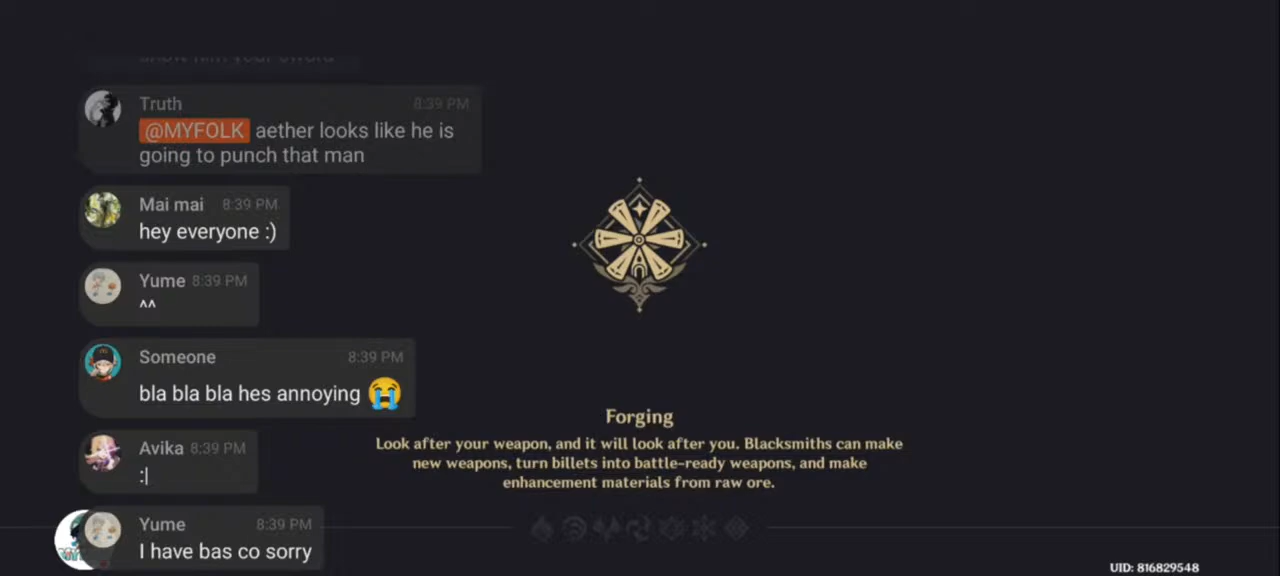 show him your sword
Truth 8:39 PM
@MYFOLK aether looks like he is
going to punch that man
Mai mai 8:39 PM
hey everyone :)
Yume 8:39 PM
^^
Someone 8:39 PM
bla bla bla hes annoying 😭
Avika 8:39 PM
:|
Yume 8:39 PM
I have bas co sorry
Forging
Look after your weapon, and it will look after you. Blacksmiths can make
new weapons, turn billets into battle-ready weapons, and make
enhancement materials from raw ore.
UID: 816829548